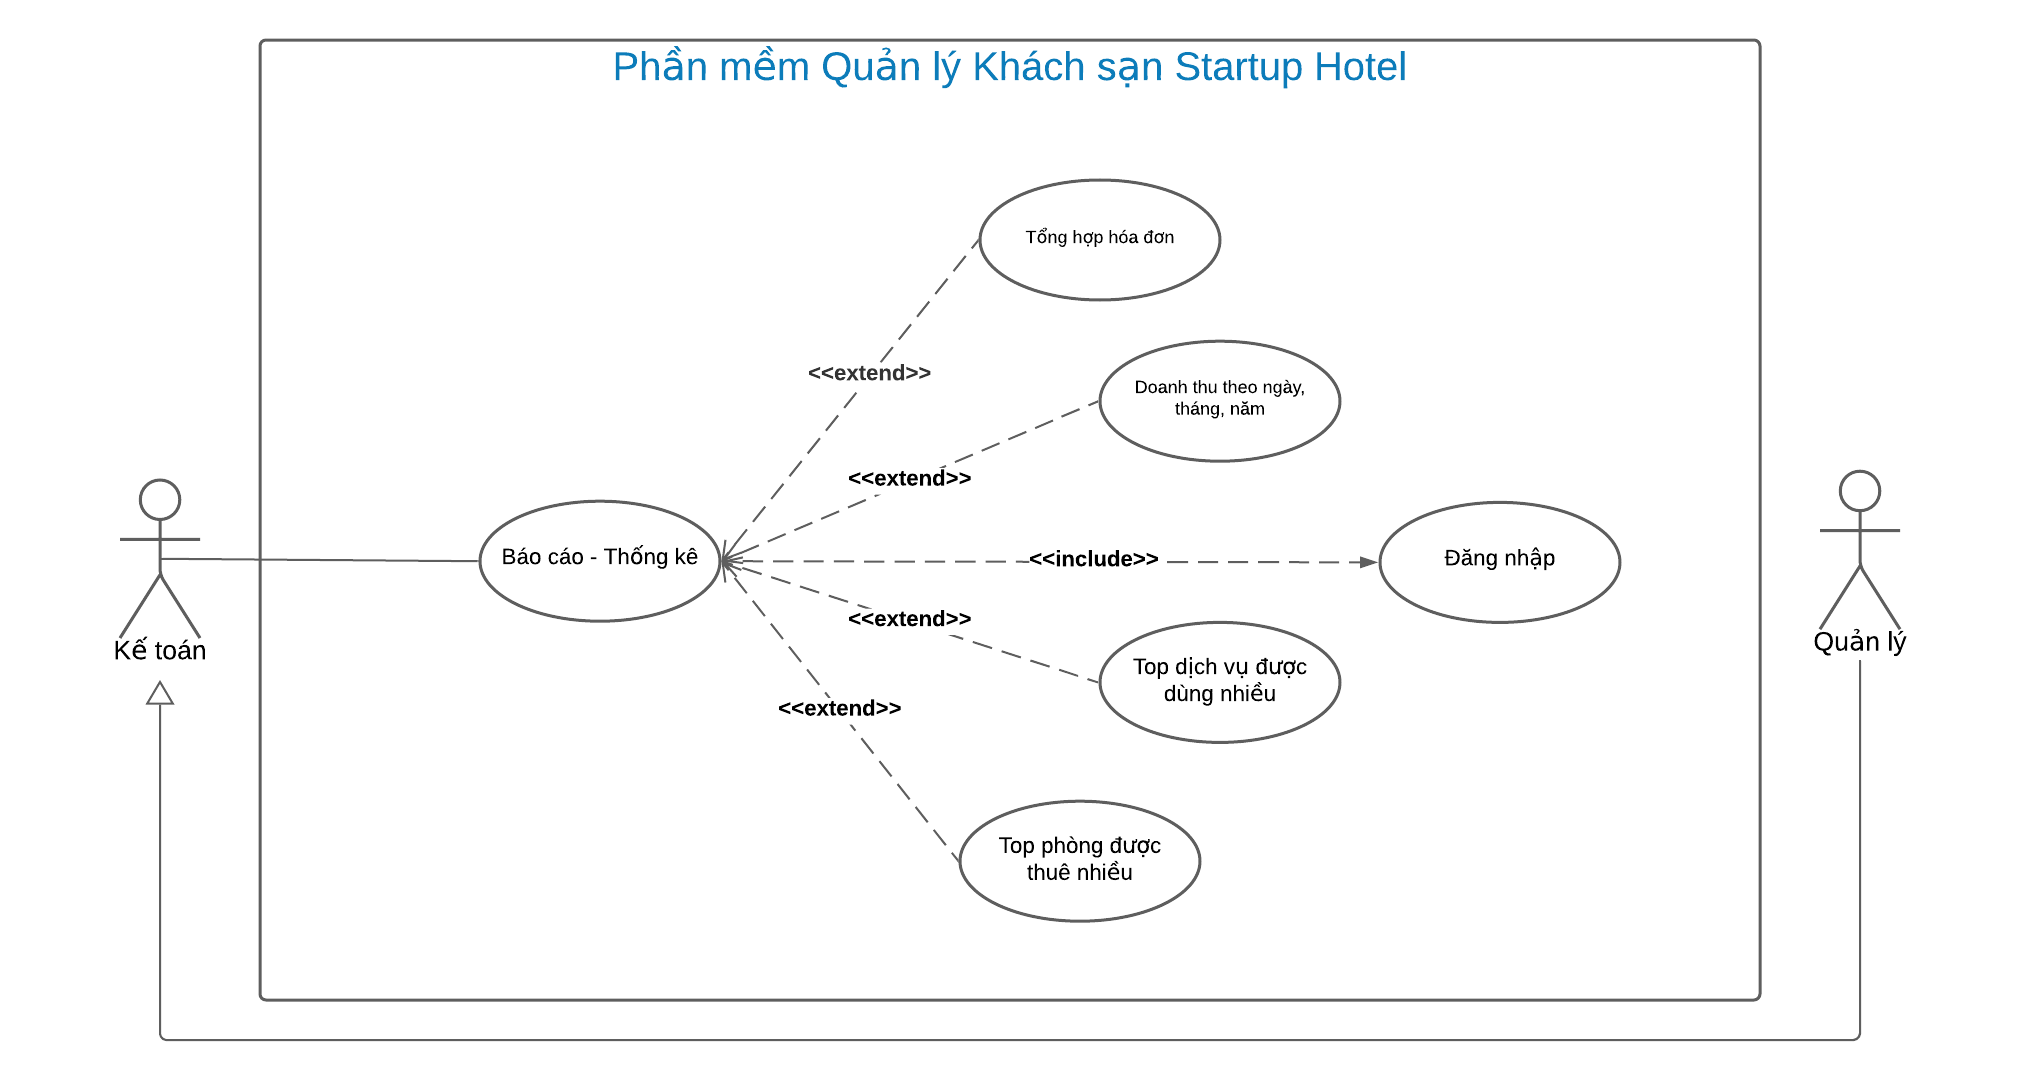 Phần mềm Quản lý Khách sạn Startup Hotel
Tổng hợp hóa đơn
<<extend>>
Doanh thu theo ngày,
tháng, năm
<<extend>>
Báo cáo - Thống kê
<<include>>
Đăng nhập
<<extend>>
Kế toán
Quản lý
Top dịch vụ được
dùng nhiều
<<extend>>
Top phòng được
thuê nhiều